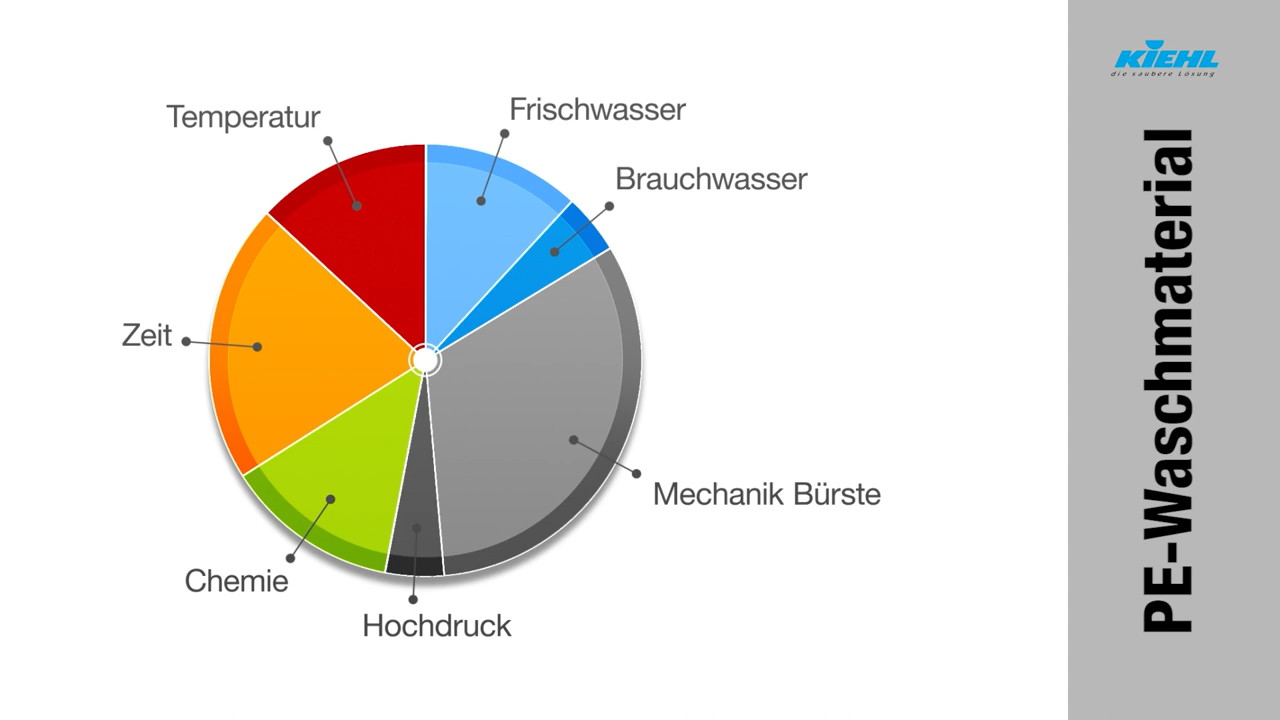 Temperatur
Frischwasser
Brauchwasser
Zeit
Mechanik Bürste
Chemie
Hochdruck
KIEHL
die saubere Lösung
PE-Waschmaterial